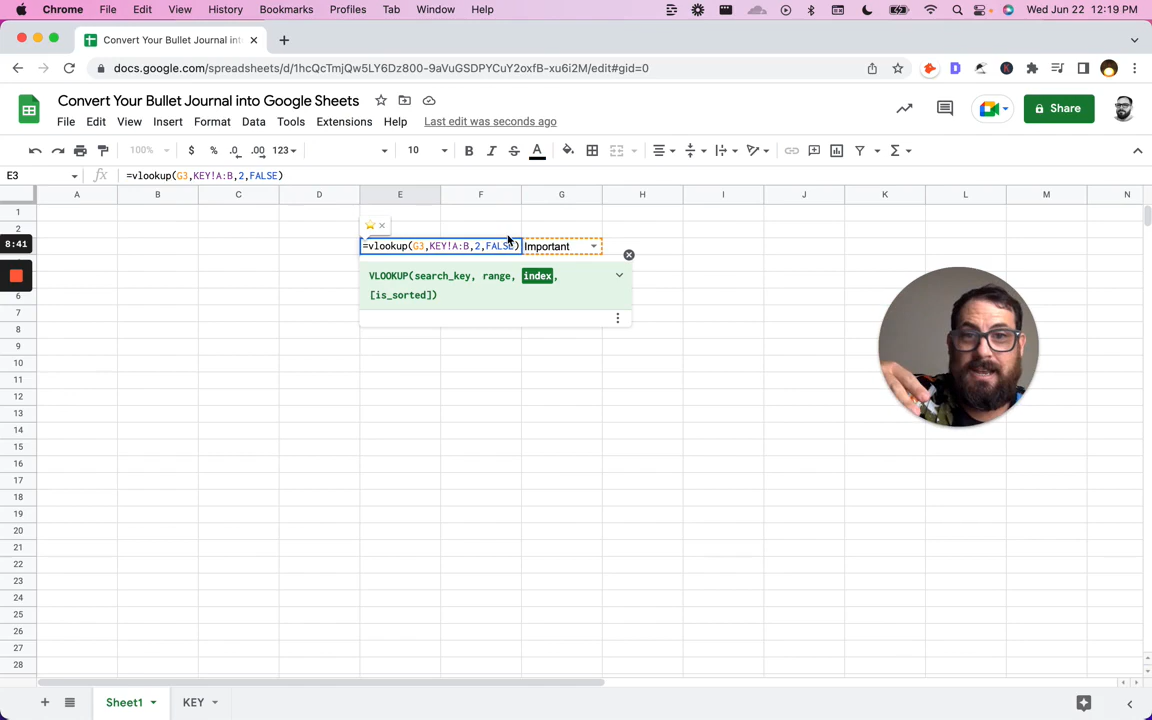 Chrome File Edit View History Bookmarks Profiles Tab Window Help Wed Jun 22 12:19 PM
Convert Your Bullet Journal into
docs.google.com/spreadsheets/d/1hcQcTmjQw5LY6Dz800-9aVuGSDPYCuY2oxfB-xu6i2M/edit#gid=0
Convert Your Bullet Journal into Google Sheets
Share
File Edit View Insert Format Data Tools Extensions Help Last edit was seconds ago
100% $ % .0 .00 123 10 B I S A
E3 fx =vlookup(G3,KEY!A:B,2,FALSE)
A B C D E F G H I J K L M N
1
2
⭐ x
8:41
=vlookup(G3,KEY!A:B,2,FALSE) Important
VLOOKUP(search_key, range, index,
[is_sorted])
6
7
8
9
10
11
12
13
14
15
16
17
18
19
20
21
22
23
24
25
26
27
28
Sheet1 KEY